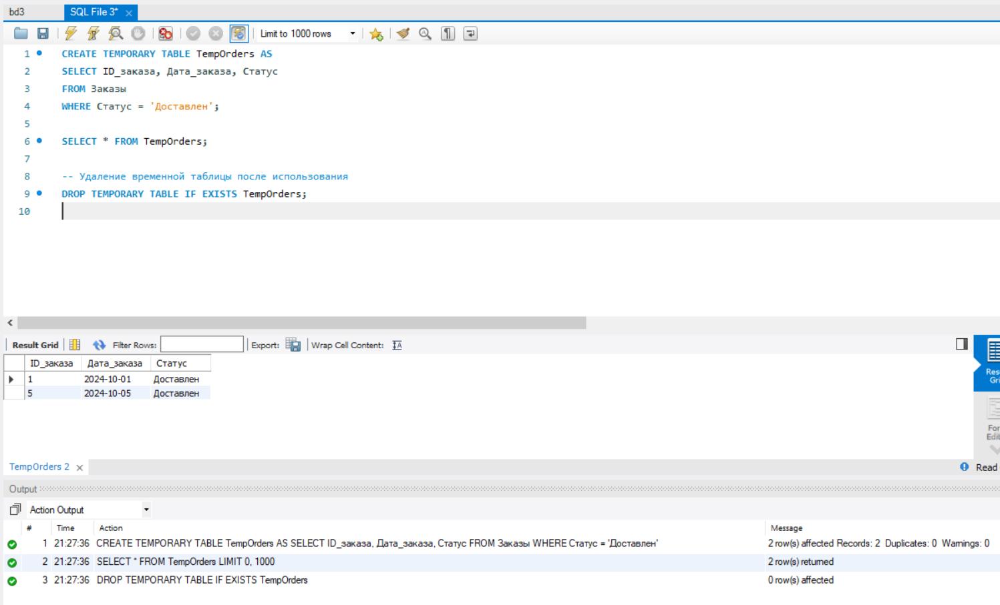 bd3 SQL File 3*
Limit to 1000 rows
1 CREATE TEMPORARY TABLE TempOrders AS
2 SELECT ID_заказа, Дата_заказа, Статус
3 FROM Заказы
4 WHERE Статус = 'Доставлен';
5
6 SELECT * FROM TempOrders;
7
8 -- Удаление временной таблицы после использования
9 DROP TEMPORARY TABLE IF EXISTS TempOrders;
10
Result Grid Filter Rows: Export: Wrap Cell Content:
ID_заказа Дата_заказа Статус
1 2024-10-01 Доставлен
5 2024-10-05 Доставлен
TempOrders 2 Read
Output
Action Output
# Time Action Message
1 21:27:36 CREATE TEMPORARY TABLE TempOrders AS SELECT ID_заказа, Дата_заказа, Статус FROM Заказы WHERE Статус = 'Доставлен' 2 row(s) affected Records: 2 Duplicates: 0 Warnings: 0
2 21:27:36 SELECT * FROM TempOrders LIMIT 0, 1000 2 row(s) returned
3 21:27:36 DROP TEMPORARY TABLE IF EXISTS TempOrders 0 row(s) affected